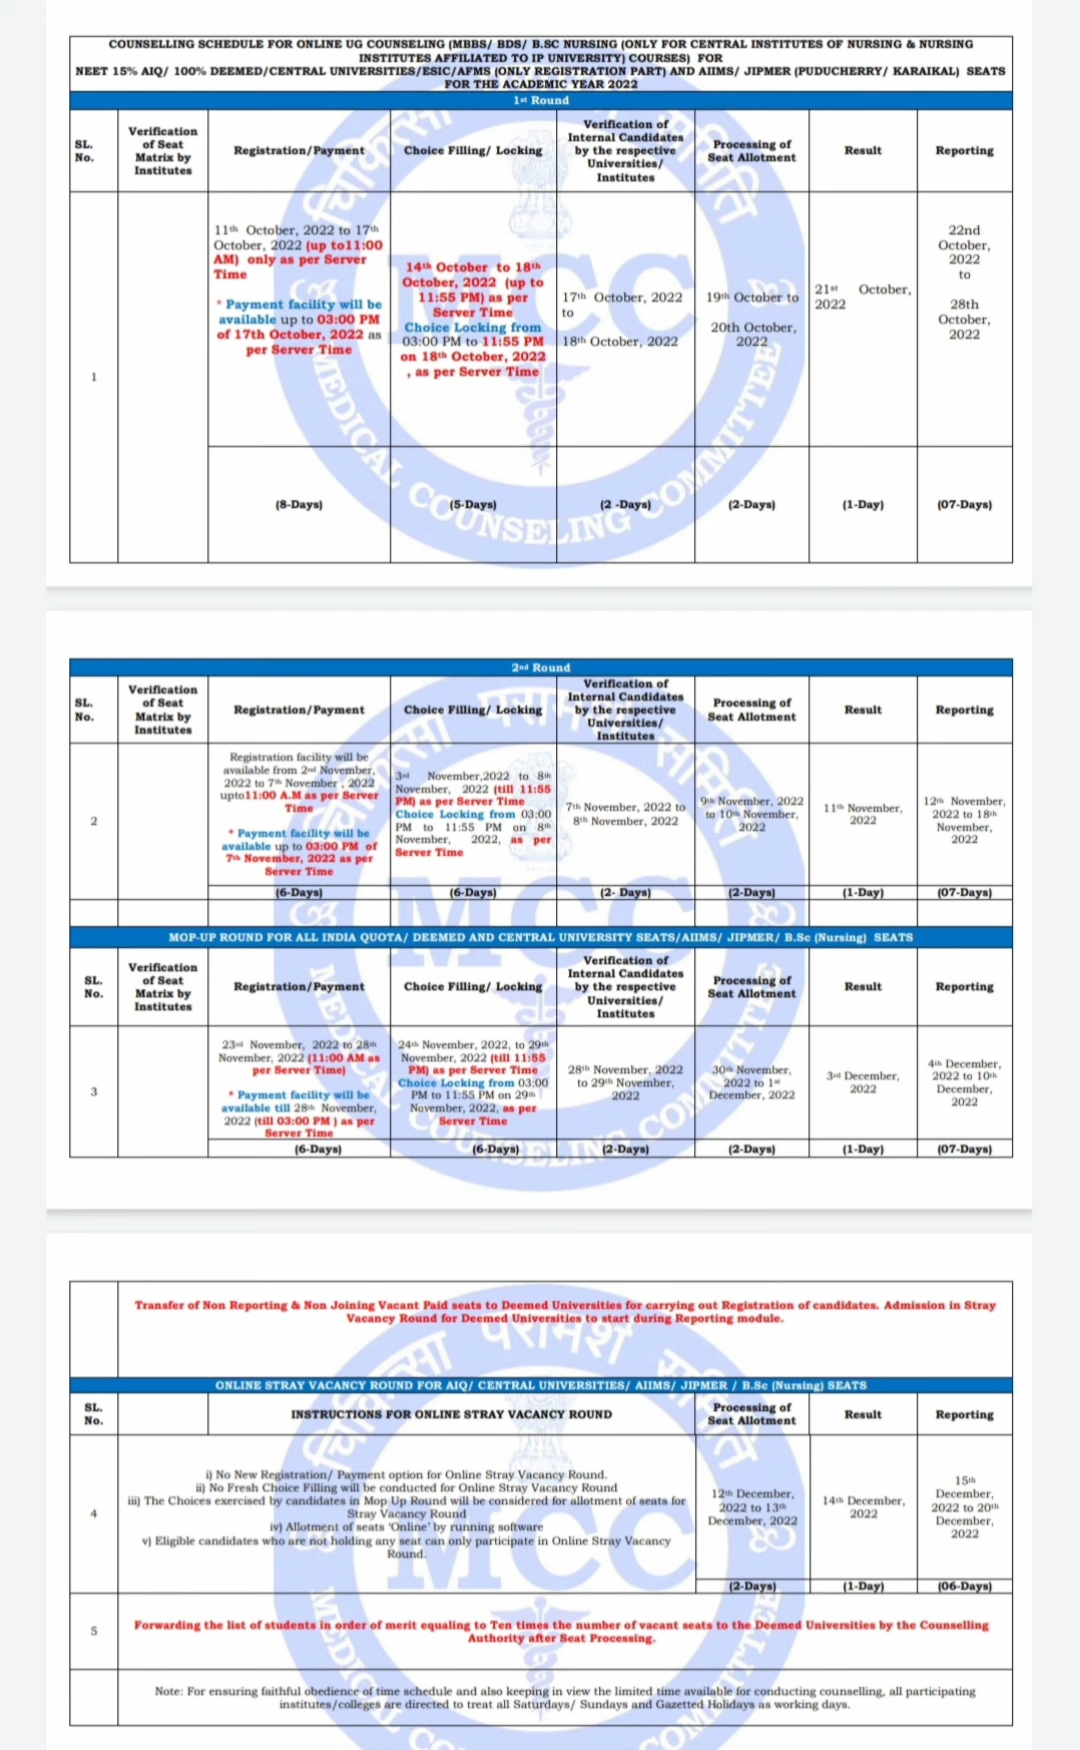 COUNSELLING SCHEDULE FOR ONLINE UG COUNSELING (MBBS/ BDS/ B.SC NURSING (ONLY FOR CENTRAL INSTITUTES OF NURSING & NURSING
INSTITUTES AFFILIATED TO IP UNIVERSITY) COURSES) FOR
NEET 15% AIQ/ 100% DEEMED/CENTRAL UNIVERSITIES/ESIC/AFMS (ONLY REGISTRATION PART) AND AIIMS/ JIPMER (PUDUCHERRY/ KARAIKAL) SEATS
FOR THE ACADEMIC YEAR 2022
1st Round
SL.
No.
Verification
of Seat
Matrix by
Institutes
Registration/Payment
Choice Filling/ Locking
Verification of
Internal Candidates
by the respective
Universities/
Institutes
Processing of
Seat Allotment
Result
Reporting
1
11th October, 2022 to 17th
October, 2022 (up to11:00
AM) only as per Server
Time
* Payment facility will be
available up to 03:00 PM
of 17th October, 2022 as
per Server Time
14th October to 18th
October, 2022 (up to
11:55 PM) as per
Server Time
Choice Locking from
03:00 PM to 11:55 PM
on 18th October, 2022
, as per Server Time
17th October, 2022
to
18th October, 2022
19th October to
20th October,
2022
21st October,
2022
22nd
October,
2022
to
28th
October,
2022
(8-Days)
(5-Days)
(2 -Days)
(2-Days)
(1-Day)
(07-Days)
2nd Round
SL.
No.
Verification
of Seat
Matrix by
Institutes
Registration/Payment
Choice Filling/ Locking
Verification of
Internal Candidates
by the respective
Universities/
Institutes
Processing of
Seat Allotment
Result
Reporting
2
Registration facility will be
available from 2nd November,
2022 to 7th November , 2022
upto11:00 A.M as per Server
Time
* Payment facility will be
available up to 03:00 PM of
7th November, 2022 as per
Server Time
3rd November,2022 to 8th
November, 2022 (till 11:55
PM) as per Server Time
Choice Locking from 03:00
PM to 11:55 PM on 8th
November, 2022, as per
Server Time
7th November, 2022 to
8th November, 2022
9th November, 2022
to 10th November,
2022
11th November,
2022
12th November,
2022 to 18th
November,
2022
(6-Days)
(6-Days)
(2- Days)
(2-Days)
(1-Day)
(07-Days)
MOP-UP ROUND FOR ALL INDIA QUOTA/ DEEMED AND CENTRAL UNIVERSITY SEATS/AIIMS/ JIPMER/ B.Sc (Nursing) SEATS
SL.
No.
Verification
of Seat
Matrix by
Institutes
Registration/Payment
Choice Filling/ Locking
Verification of
Internal Candidates
by the respective
Universities/
Institutes
Processing of
Seat Allotment
Result
Reporting
3
23rd November, 2022 to 28th
November, 2022 (11:00 AM as
per Server Time)
* Payment facility will be
available till 28th November,
2022 (till 03:00 PM ) as per
Server Time
24th November, 2022, to 29th
November, 2022 (till 11:55
PM) as per Server Time
Choice Locking from 03:00
PM to 11:55 PM on 29th
November, 2022, as per
Server Time
28th November, 2022
to 29th November,
2022
30th November,
2022 to 1st
December, 2022
3rd December,
2022
4th December,
2022 to 10th
December,
2022
(6-Days)
(6-Days)
(2-Days)
(2-Days)
(1-Day)
(07-Days)
Transfer of Non Reporting & Non Joining Vacant Paid seats to Deemed Universities for carrying out Registration of candidates. Admission in Stray
Vacancy Round for Deemed Universities to start during Reporting module.
ONLINE STRAY VACANCY ROUND FOR AIQ/ CENTRAL UNIVERSITIES/ AIIMS/ JIPMER / B.Sc (Nursing) SEATS
SL.
No.
INSTRUCTIONS FOR ONLINE STRAY VACANCY ROUND
Processing of
Seat Allotment
Result
Reporting
4
i) No New Registration/ Payment option for Online Stray Vacancy Round.
ii) No Fresh Choice Filling will be conducted for Online Stray Vacancy Round
iii) The Choices exercised by candidates in Mop Up Round will be considered for allotment of seats for
Stray Vacancy Round
iv) Allotment of seats 'Online' by running software
v) Eligible candidates who are not holding any seat can only participate in Online Stray Vacancy
Round.
12th December,
2022 to 13th
December, 2022
14th December,
2022
15th
December,
2022 to 20th
December,
2022
(2-Days)
(1-Day)
(06-Days)
5
Forwarding the list of students in order of merit equaling to Ten times the number of vacant seats to the Deemed Universities by the Counselling
Authority after Seat Processing.
Note: For ensuring faithful obedience of time schedule and also keeping in view the limited time available for conducting counselling, all participating
institutes/colleges are directed to treat all Saturdays/ Sundays and Gazetted Holidays as working days.
MCC
MEDICAL COUNSELING COMMITTEE